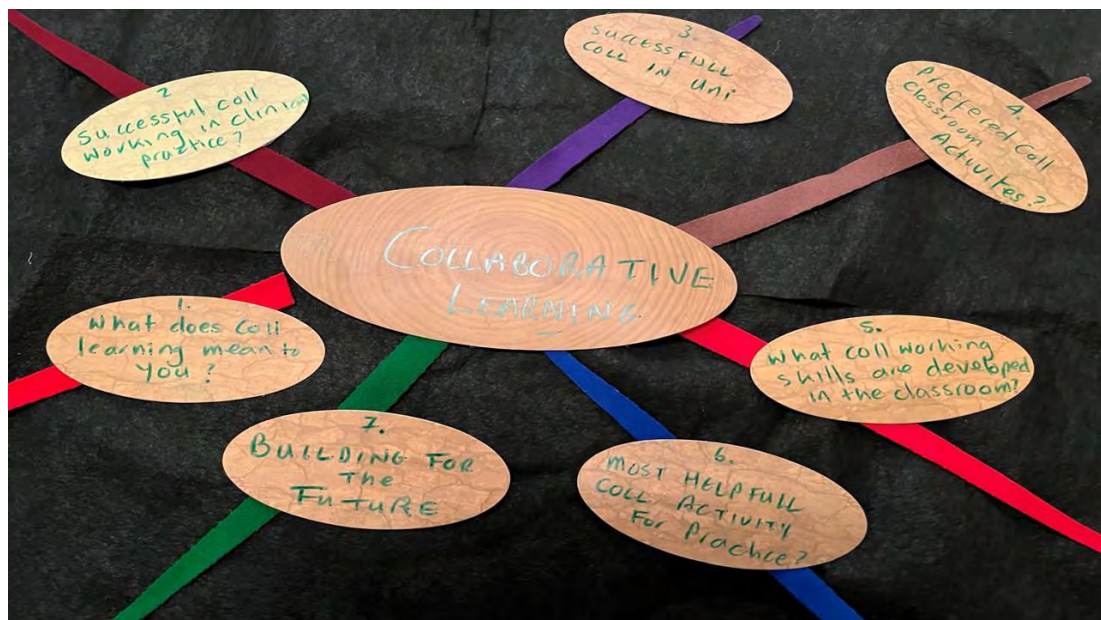 COLLABORATIVE
LEARNING
1.
What does Coll
learning mean to
you?
2
Successful Coll
working in clinical
practice?
3.
SUCCESSFULL
COLL IN Uni
4.
Preffered Coll
Classroom
Activites?
5.
What coll working
skills are developed
in the classroom?
6.
MOST HELPFULL
COLL ACTIVITY
For Practice?
7.
BUILDING FOR
The
FUTURE